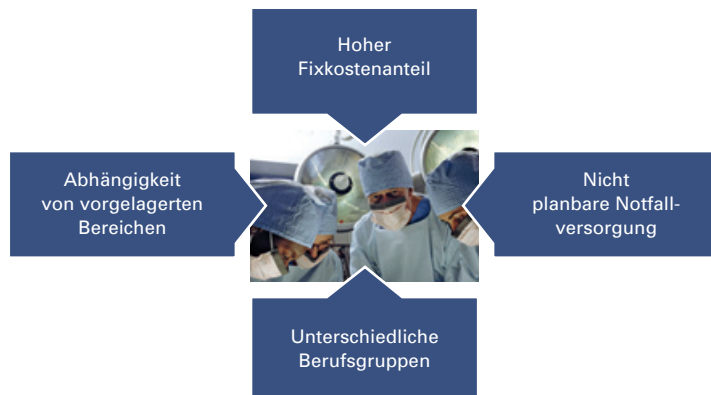 Hoher
Fixkostenanteil
Abhängigkeit
von vorgelagerten
Bereichen
Nicht
planbare Notfall-
versorgung
Unterschiedliche
Berufsgruppen